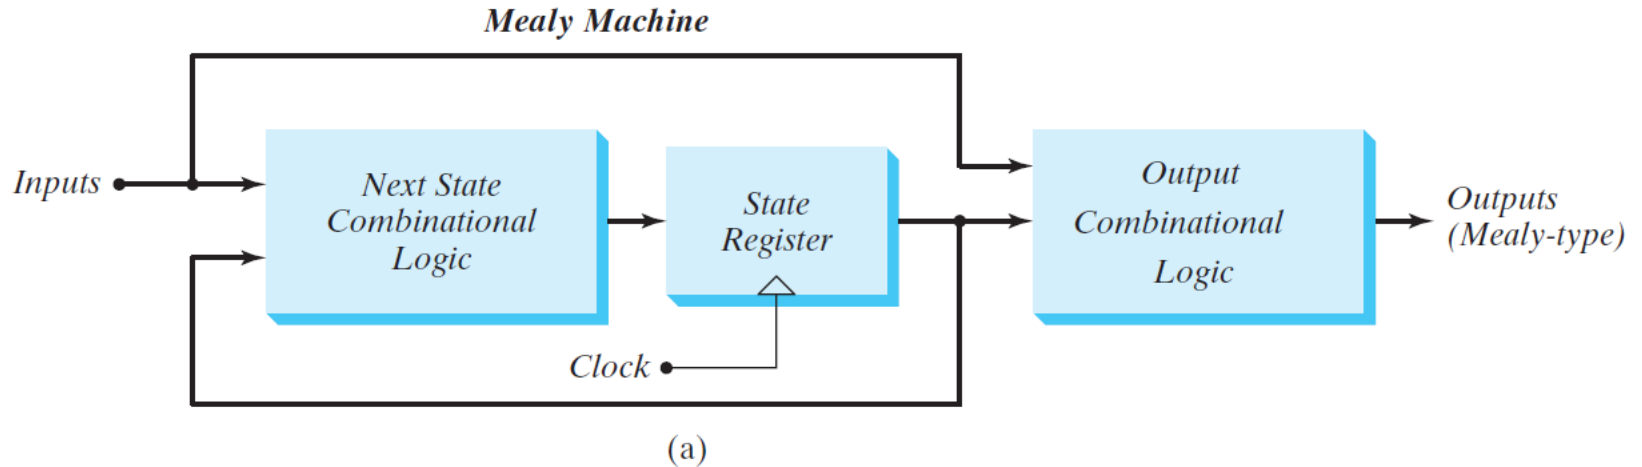 Mealy Machine
Inputs
Next State
Combinational
Logic
State
Register
Clock
Output
Combinational
Logic
Outputs
(Mealy-type)
(a)